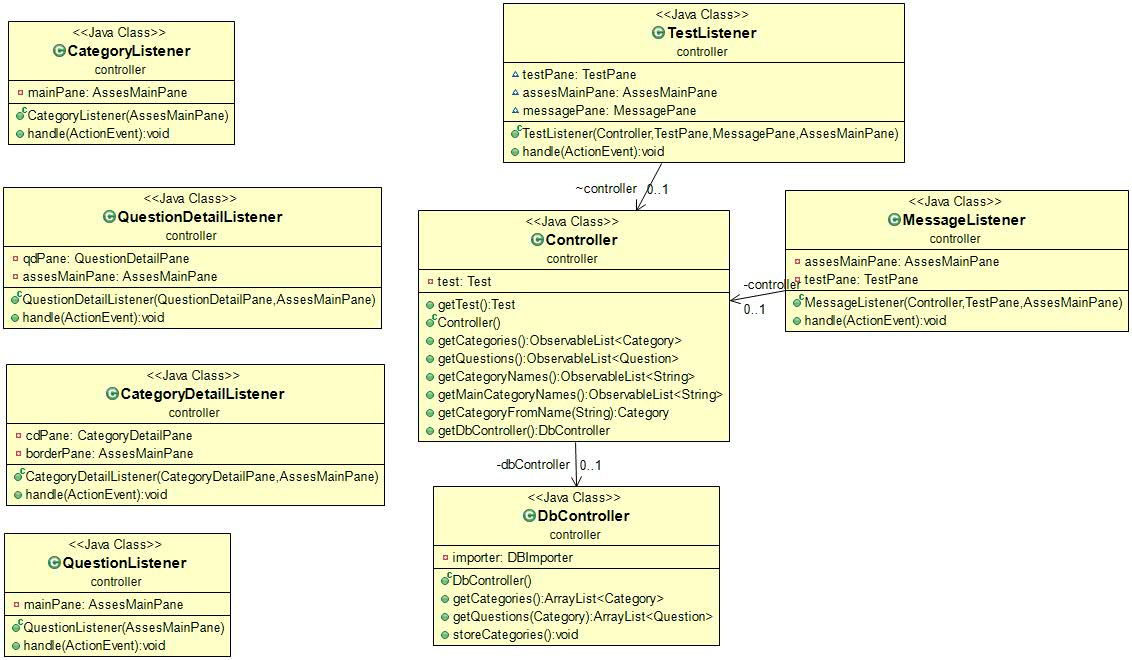 <<Java Class>>
CategoryListener
controller
mainPane: AssesMainPane
CategoryListener(AssesMainPane)
handle(ActionEvent):void
<<Java Class>>
QuestionDetailListener
controller
qdPane: QuestionDetailPane
assesMainPane: AssesMainPane
QuestionDetailListener(QuestionDetailPane,AssesMainPane)
handle(ActionEvent):void
<<Java Class>>
CategoryDetailListener
controller
cdPane: CategoryDetailPane
borderPane: AssesMainPane
CategoryDetailListener(CategoryDetailPane,AssesMainPane)
handle(ActionEvent):void
<<Java Class>>
QuestionListener
controller
mainPane: AssesMainPane
QuestionListener(AssesMainPane)
handle(ActionEvent):void
<<Java Class>>
TestListener
controller
testPane: TestPane
assesMainPane: AssesMainPane
messagePane: MessagePane
TestListener(Controller,TestPane,MessagePane,AssesMainPane)
handle(ActionEvent):void
~controller 0..1
<<Java Class>>
Controller
controller
test: Test
getTest():Test
Controller()
getCategories():ObservableList<Category>
getQuestions():ObservableList<Question>
getCategoryNames():ObservableList<String>
getMainCategoryNames():ObservableList<String>
getCategoryFromName(String):Category
getDbController():DbController
-dbController 0..1
<<Java Class>>
DbController
controller
importer: DBImporter
DbController()
getCategories():ArrayList<Category>
getQuestions(Category):ArrayList<Question>
storeCategories():void
<<Java Class>>
MessageListener
controller
assesMainPane: AssesMainPane
testPane: TestPane
MessageListener(Controller,TestPane,AssesMainPane)
handle(ActionEvent):void
-controller
0..1